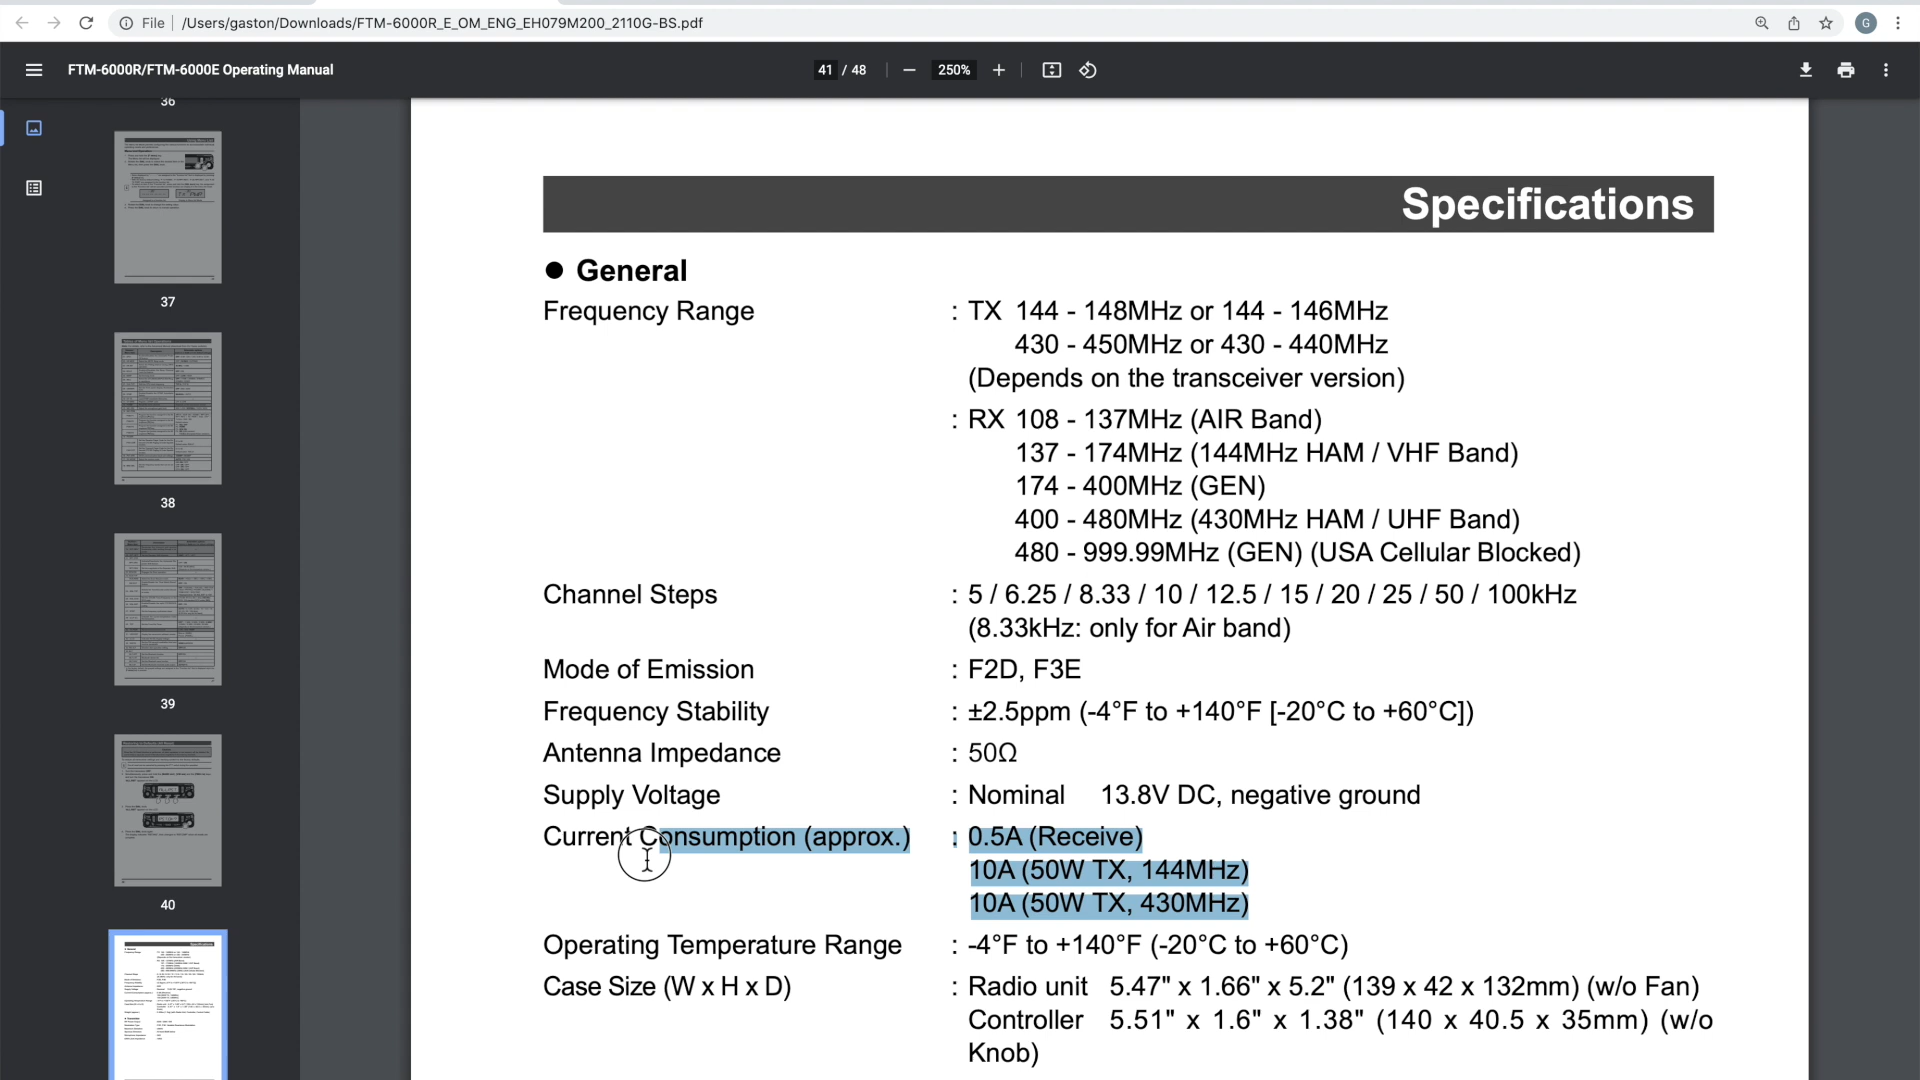 File
/Users/gaston/Downloads/FTM-6000R_E_OM_ENG_EH079M200_2110G-BS.pdf
G
FTM-6000R/FTM-6000E Operating Manual
41 / 48
250%
36
37
38
39
40
Specifications
● General
Frequency Range : TX 144 - 148MHz or 144 - 146MHz
430 - 450MHz or 430 - 440MHz
(Depends on the transceiver version)
: RX 108 - 137MHz (AIR Band)
137 - 174MHz (144MHz HAM / VHF Band)
174 - 400MHz (GEN)
400 - 480MHz (430MHz HAM / UHF Band)
480 - 999.99MHz (GEN) (USA Cellular Blocked)
Channel Steps : 5 / 6.25 / 8.33 / 10 / 12.5 / 15 / 20 / 25 / 50 / 100kHz
(8.33kHz: only for Air band)
Mode of Emission : F2D, F3E
Frequency Stability : ±2.5ppm (-4°F to +140°F [-20°C to +60°C])
Antenna Impedance : 50Ω
Supply Voltage : Nominal 13.8V DC, negative ground
Current Consumption (approx.) : 0.5A (Receive)
10A (50W TX, 144MHz)
10A (50W TX, 430MHz)
Operating Temperature Range : -4°F to +140°F (-20°C to +60°C)
Case Size (W x H x D) : Radio unit 5.47" x 1.66" x 5.2" (139 x 42 x 132mm) (w/o Fan)
Controller 5.51" x 1.6" x 1.38" (140 x 40.5 x 35mm) (w/o
Knob)